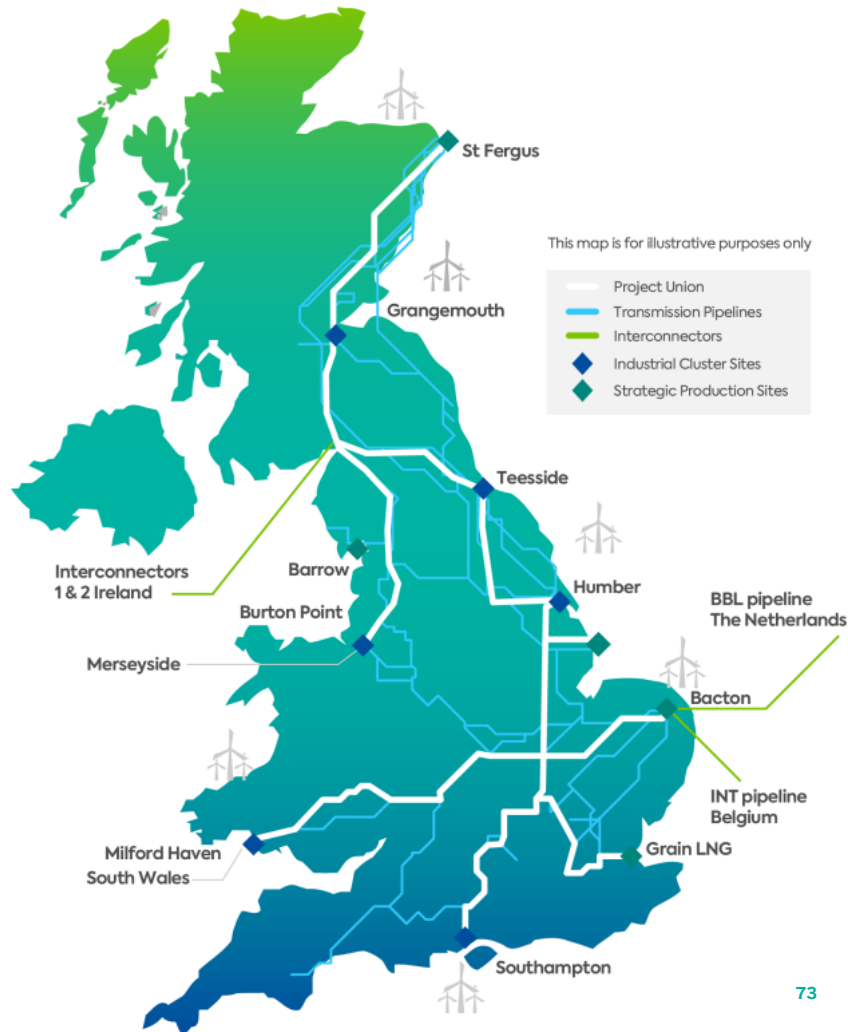 St Fergus
This map is for illustrative purposes only
Project Union
Transmission Pipelines
Interconnectors
Industrial Cluster Sites
Strategic Production Sites
Grangemouth
Teesside
Interconnectors
1 & 2 Ireland
Barrow
Humber
Burton Point
BBL pipeline
The Netherlands
Merseyside
Bacton
INT pipeline
Belgium
Milford Haven
South Wales
Grain LNG
Southampton
73